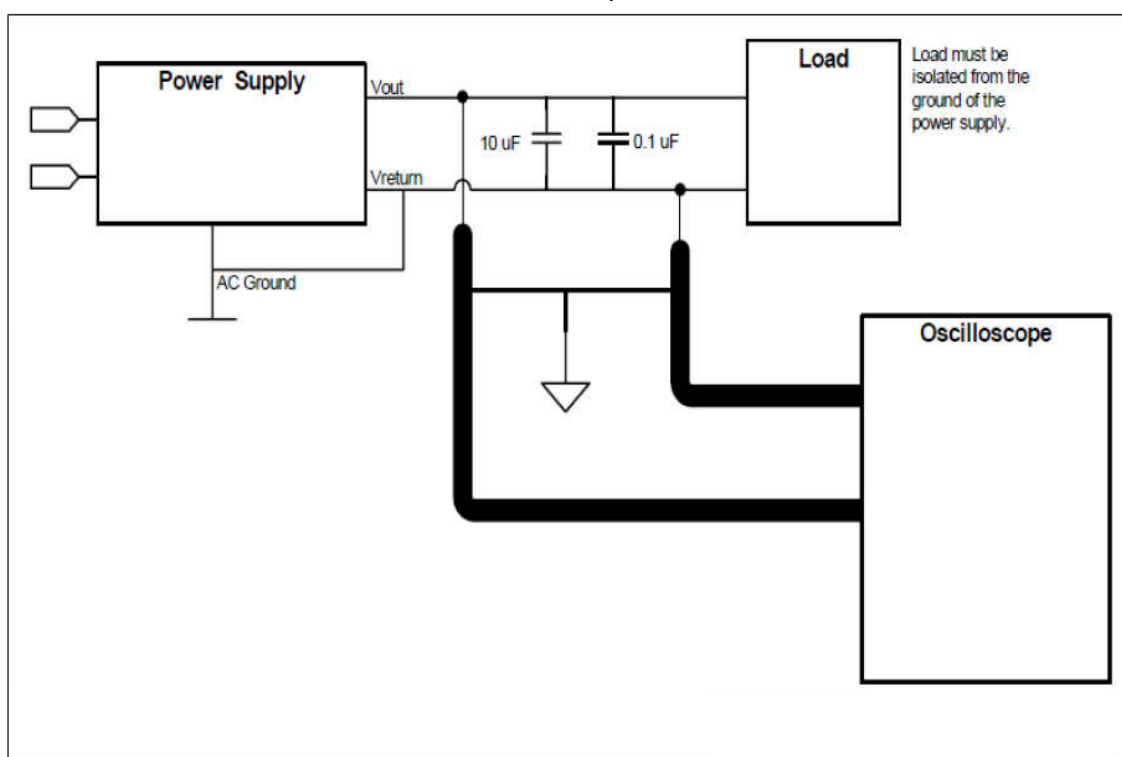 Power Supply
Vout
Vreturn
AC Ground
10 uF
0.1 uF
Load
Load must be
isolated from the
ground of the
power supply.
Oscilloscope